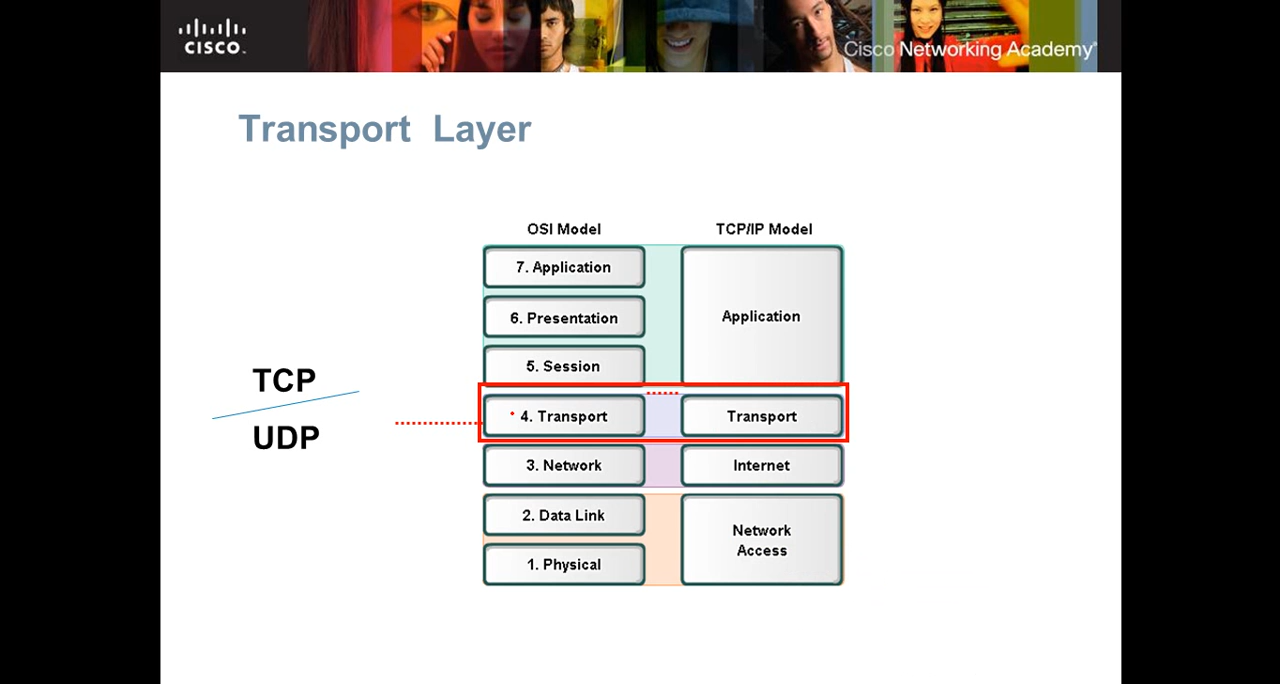 CISCO
Cisco Networking Academy®
Transport Layer
OSI Model
TCP/IP Model
7. Application
6. Presentation
5. Session
Application
TCP
UDP
4. Transport
Transport
3. Network
Internet
2. Data Link
1. Physical
Network
Access